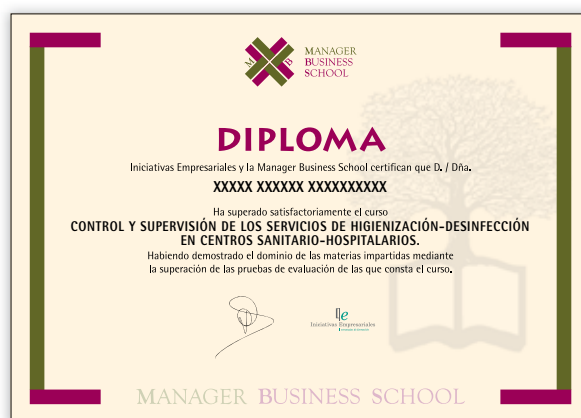 M B
MANAGER
BUSINESS
SCHOOL
DIPLOMA
Iniciativas Empresariales y la Manager Business School certifican que D. / Dña.
XXXXX XXXXXX XXXXXXXXXX
Ha superado satisfactoriamente el curso
CONTROL Y SUPERVISIÓN DE LOS SERVICIOS DE HIGIENIZACIÓN-DESINFECCIÓN
EN CENTROS SANITARIO-HOSPITALARIOS.
Habiendo demostrado el dominio de las materias impartidas mediante
la superación de las pruebas de evaluación de las que consta el curso.
Ie
Iniciativas Empresariales
MANAGER BUSINESS SCHOOL